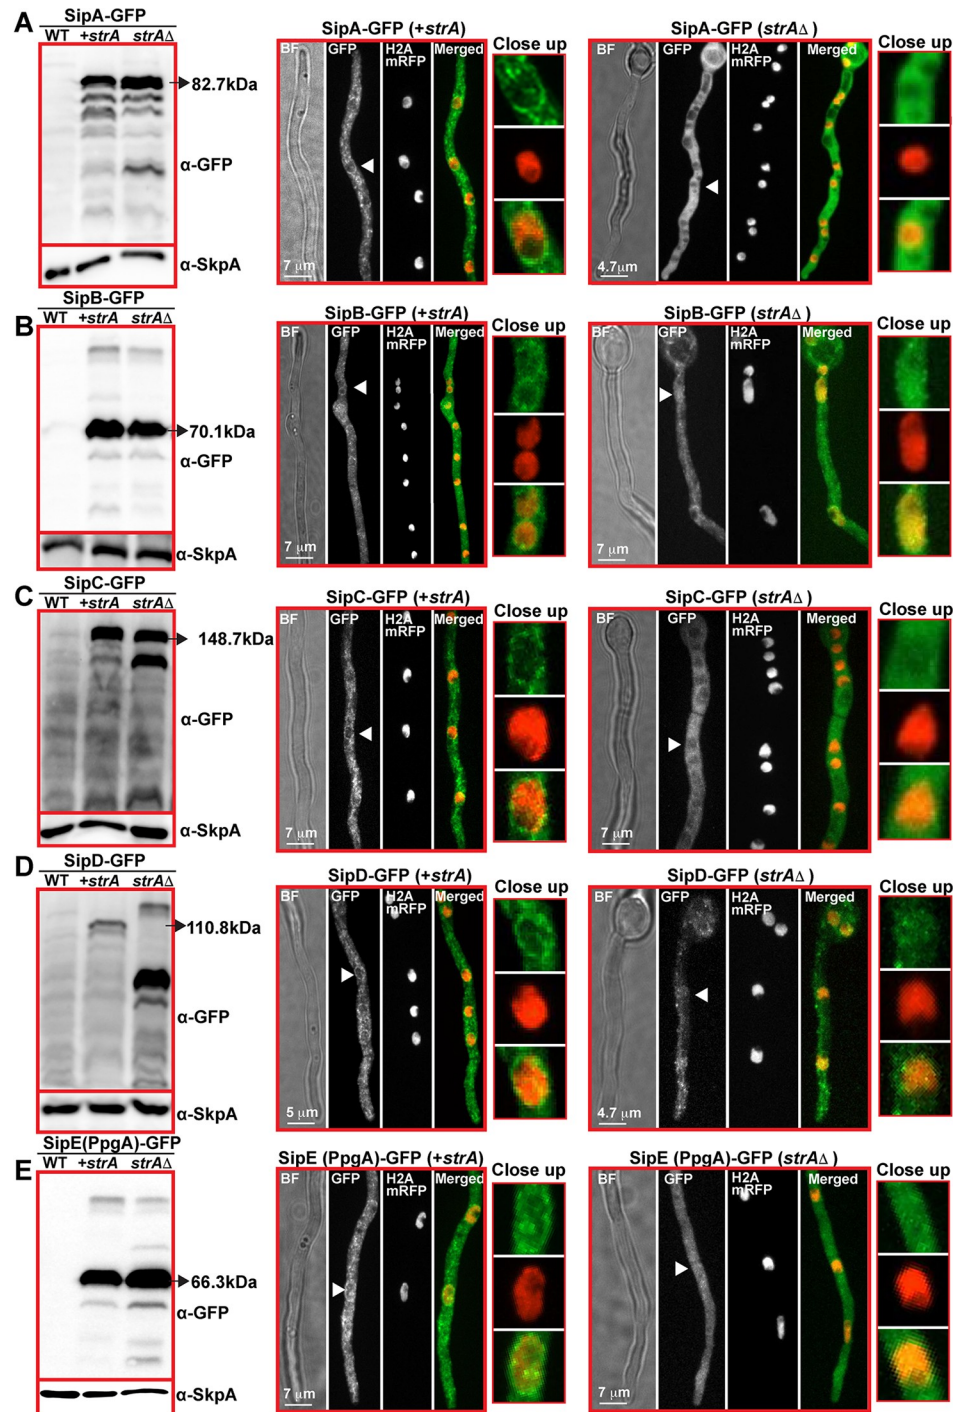 A
SipA-GFP
WT +strA strAΔ
82.7kDa
α-GFP
α-SkpA
SipA-GFP (+strA)
BF GFP H2A mRFP Merged
7 µm
Close up
SipA-GFP (strAΔ)
BF GFP H2A mRFP Merged
4.7µm
Close up
B
SipB-GFP
WT +strA strAΔ
70.1kDa
α-GFP
α-SkpA
SipB-GFP (+strA)
BF GFP H2A mRFP Merged
7 µm
Close up
SipB-GFP (strAΔ)
BF GFP H2A mRFP Merged
7 µm
Close up
C
SipC-GFP
WT +strA strAΔ
148.7kDa
α-GFP
α-SkpA
SipC-GFP (+strA)
BF GFP H2A mRFP Merged
7 µm
Close up
SipC-GFP (strAΔ)
BF GFP H2A mRFP Merged
7 µm
Close up
D
SipD-GFP
WT +strA strAΔ
110.8kDa
α-GFP
α-SkpA
SipD-GFP (+strA)
BF GFP H2A mRFP Merged
5 µm
Close up
SipD-GFP (strAΔ)
BF GFP H2A mRFP Merged
4.7 µm
Close up
E
SipE(PpgA)-GFP
WT +strA strAΔ
66.3kDa
α-GFP
α-SkpA
SipE (PpgA)-GFP (+strA)
BF GFP H2A mRFP Merged
7 µm
Close up
SipE (PpgA)-GFP (strAΔ)
BF GFP H2A mRFP Merged
7 µm
Close up